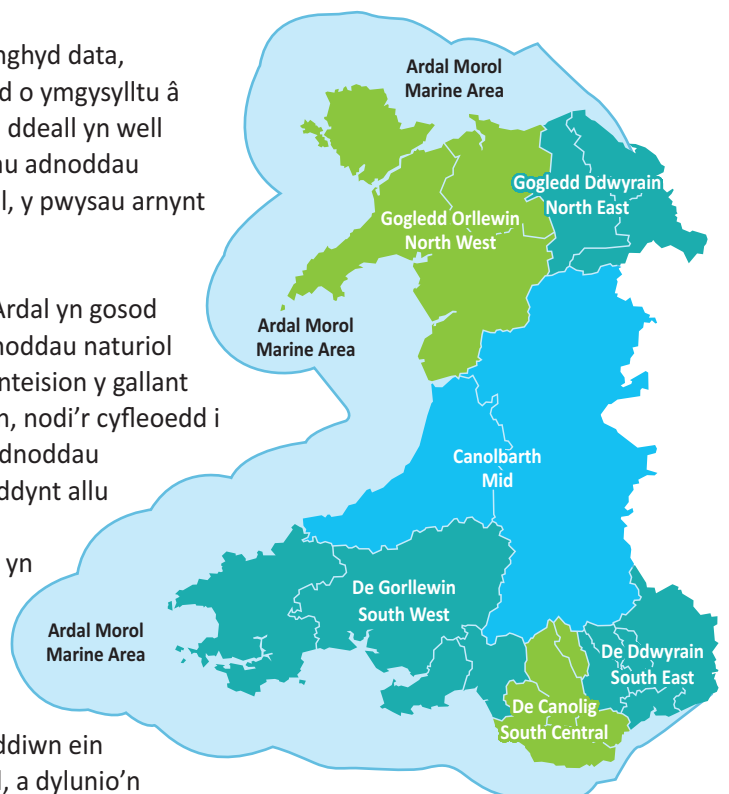 nghyd data,
d o ymgysylltu â
ddeall yn well
au adnoddau
l, y pwysau arnynt
Ardal yn gosod
noddau naturiol
nteision y gallant
n, nodi'r cyfleoedd i
dnoddau
ddynt allu
yn
ddiwn ein
l, a dylunio'n
Ardal Morol
Marine Area
Gogledd Ddwyrain
North East
Gogledd Orllewin
North West
Ardal Morol
Marine Area
Canolbarth
Mid
De Gorllewin
South West
Ardal Morol
Marine Area
De Ddwyrain
South East
De Canolig
South Central